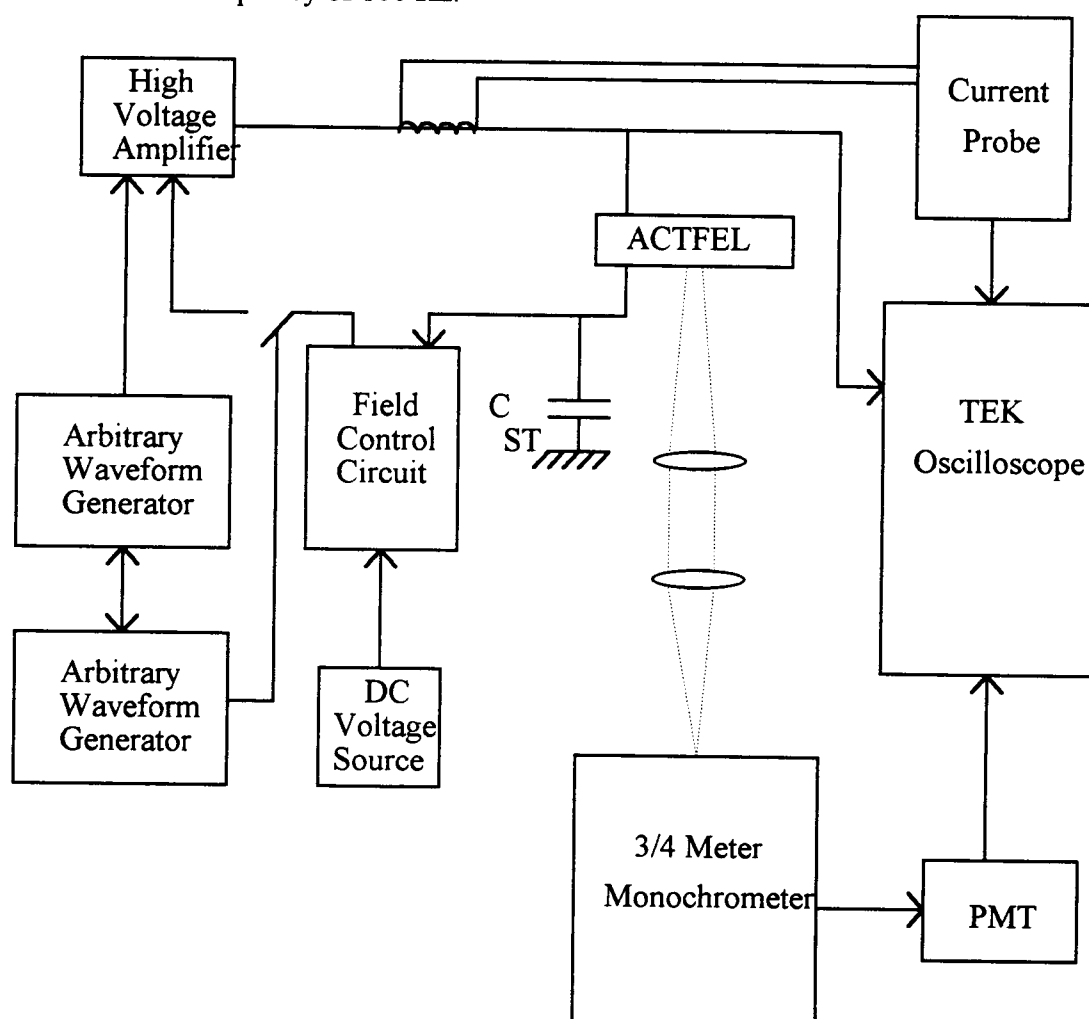 High
Voltage
Amplifier
Current
Probe
ACTFEL
Arbitrary
Waveform
Generator
Field
Control
Circuit
C
ST
TEK
Oscilloscope
Arbitrary
Waveform
Generator
DC
Voltage
Source
3/4 Meter
Monochrometer
PMT